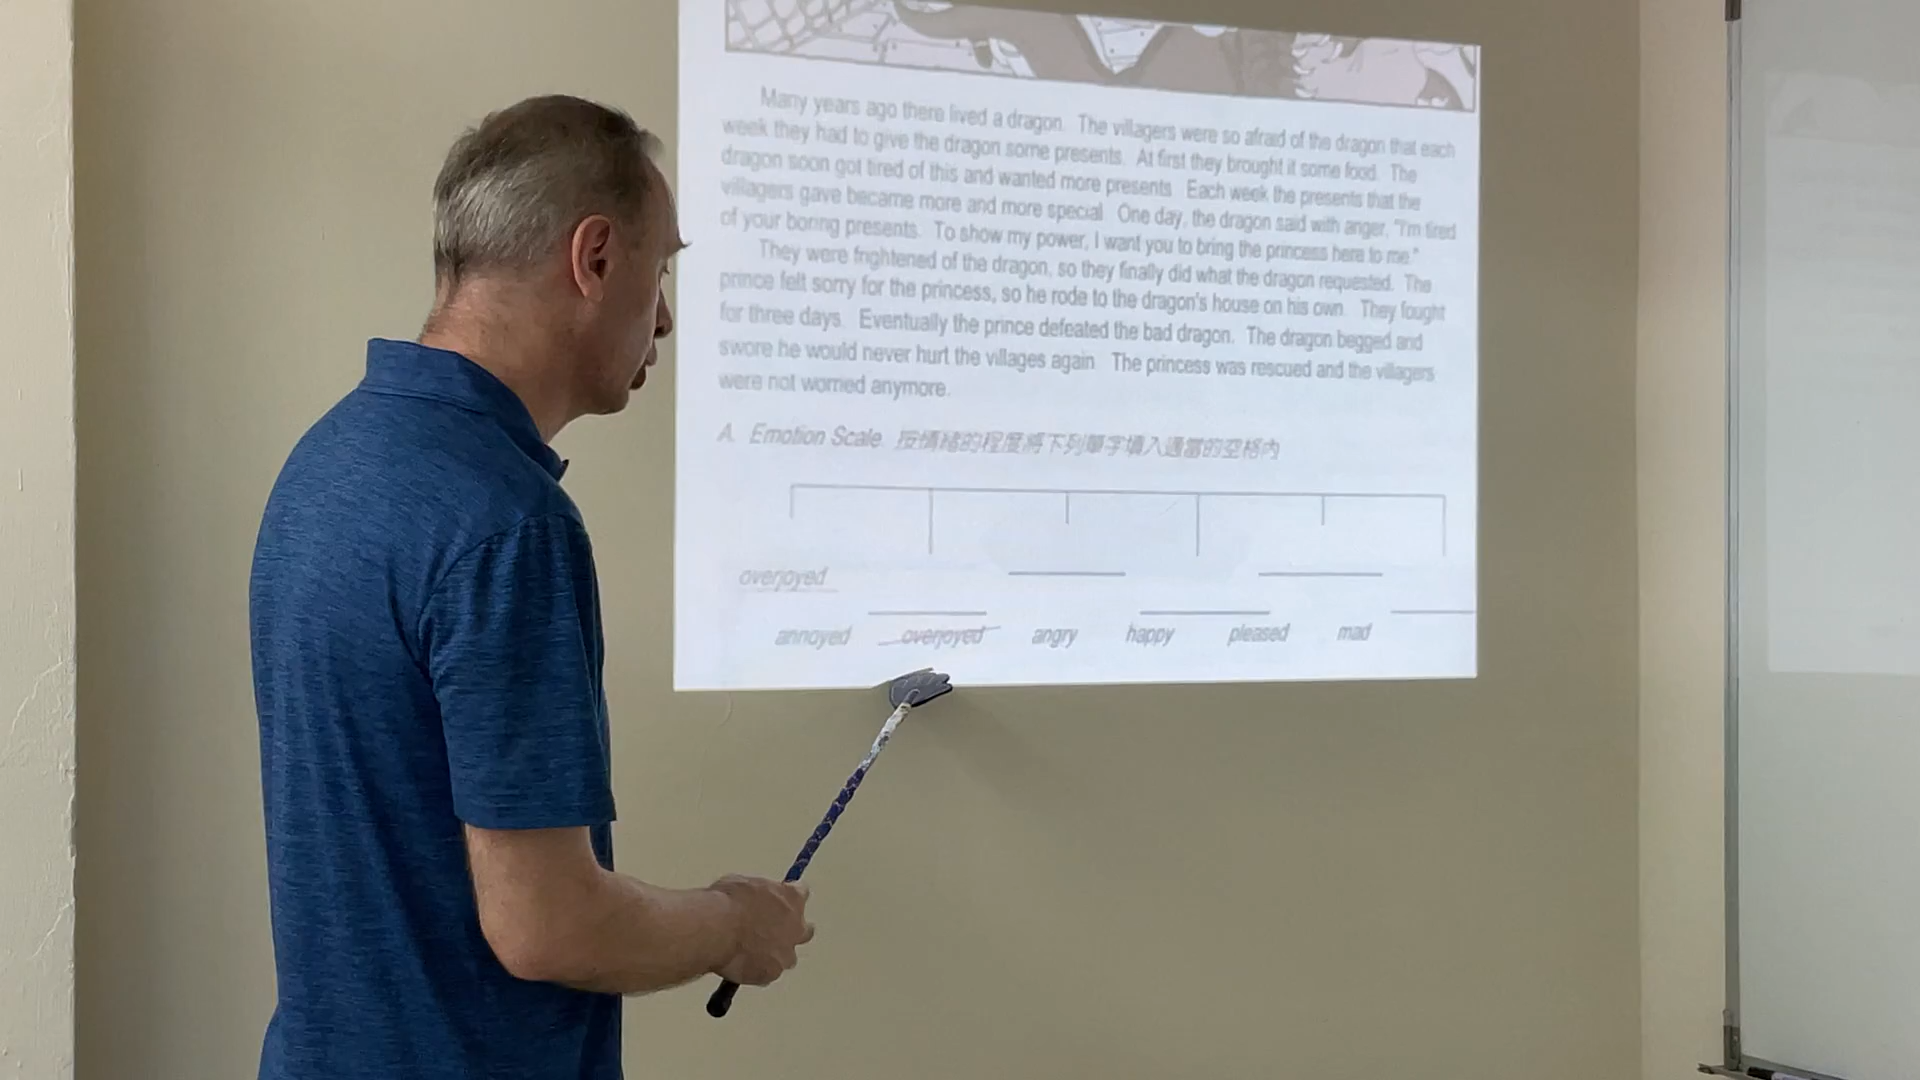 Many years ago there lived a dragon. The villagers were so afraid of the dragon that each
week they had to give the dragon some presents. At first they brought it some food. The
dragon soon got tired of this and wanted more presents. Each week the presents that the
villagers gave became more and more special. One day, the dragon said with anger, "I'm tired
of your boring presents. To show my power, I want you to bring the princess here to me."
They were frightened of the dragon, so they finally did what the dragon requested. The
prince felt sorry for the princess, so he rode to the dragon's house on his own. They fought
for three days. Eventually the prince defeated the bad dragon. The dragon begged and
swore he would never hurt the villages again. The princess was rescued and the villagers
were not worried anymore.
A. Emotion Scale 按情緒的程度將下列單字填入適當的空格內
overjoyed
annoyed overjoyed angry happy pleased mad